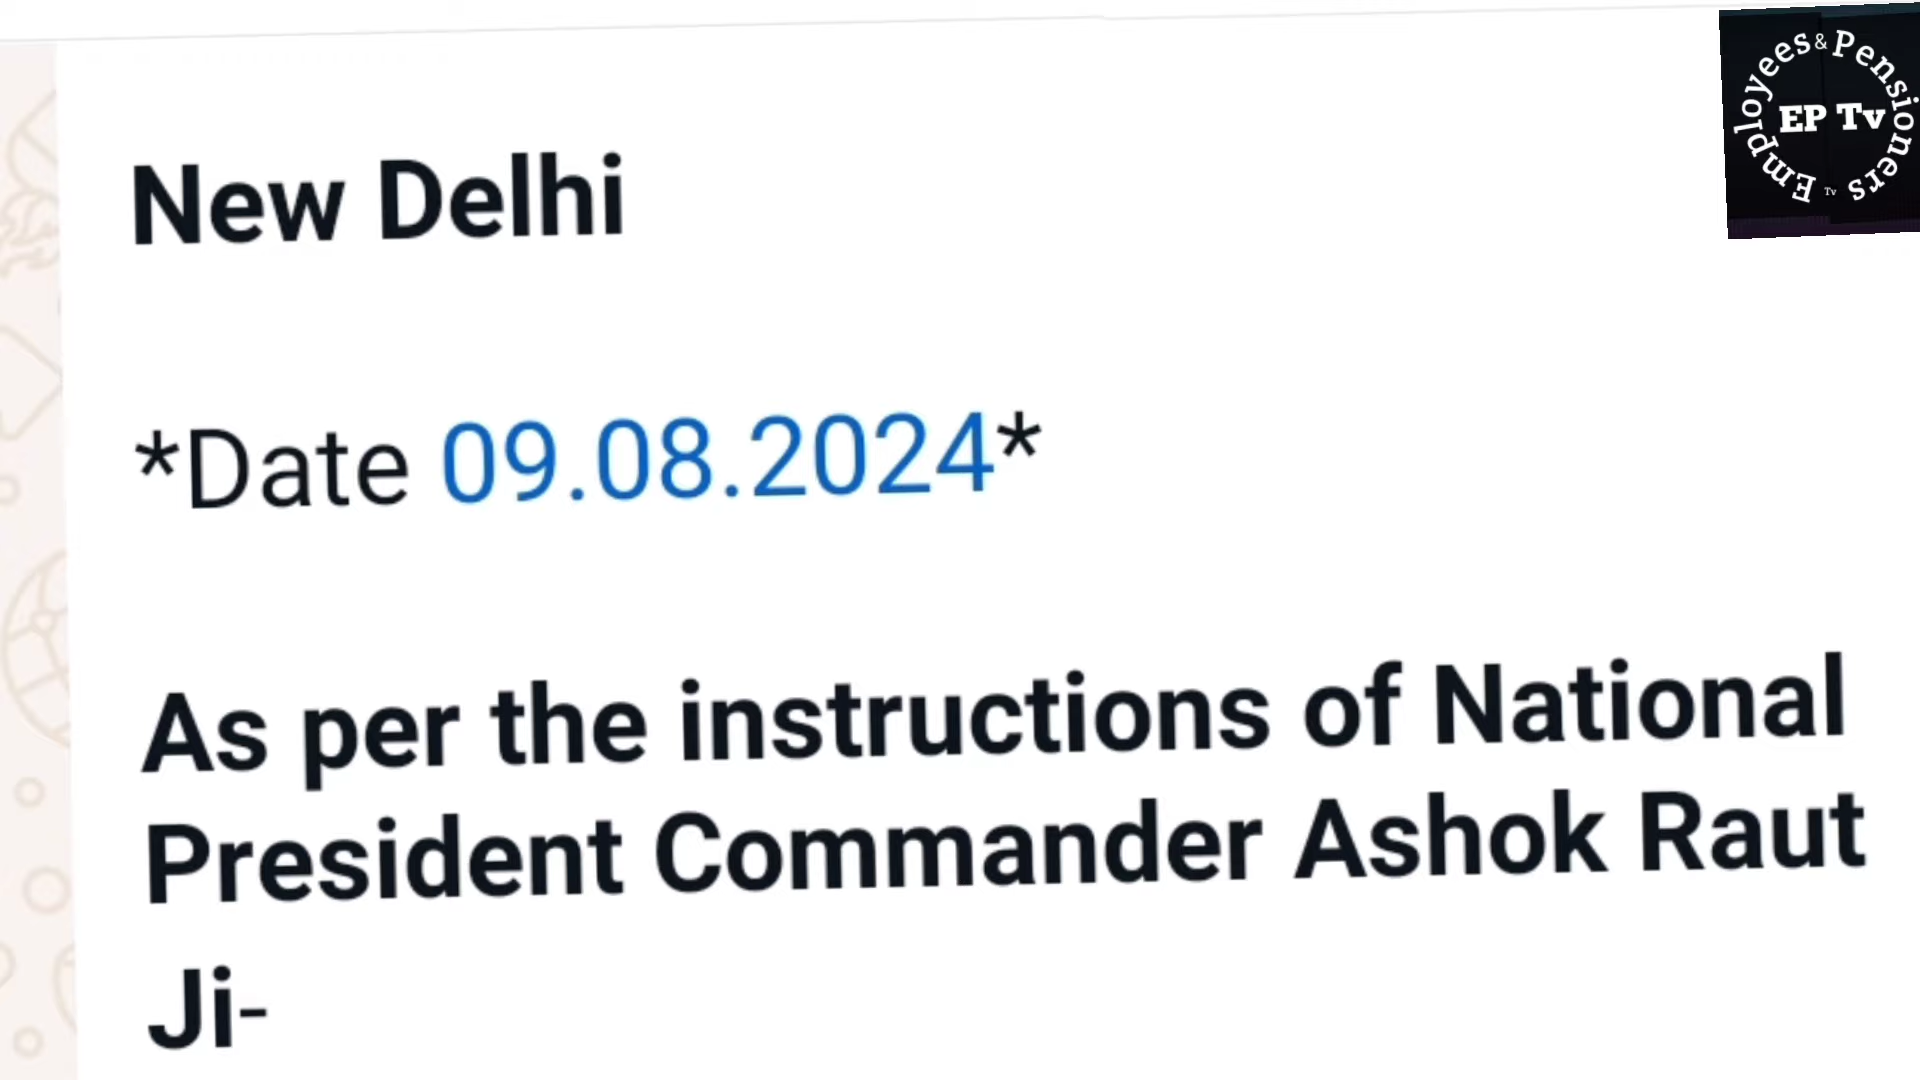 New Delhi
*Date 09.08.2024*
As per the instructions of National
President Commander Ashok Raut
Ji-
Employees & Pensioners Tv
EP Tv